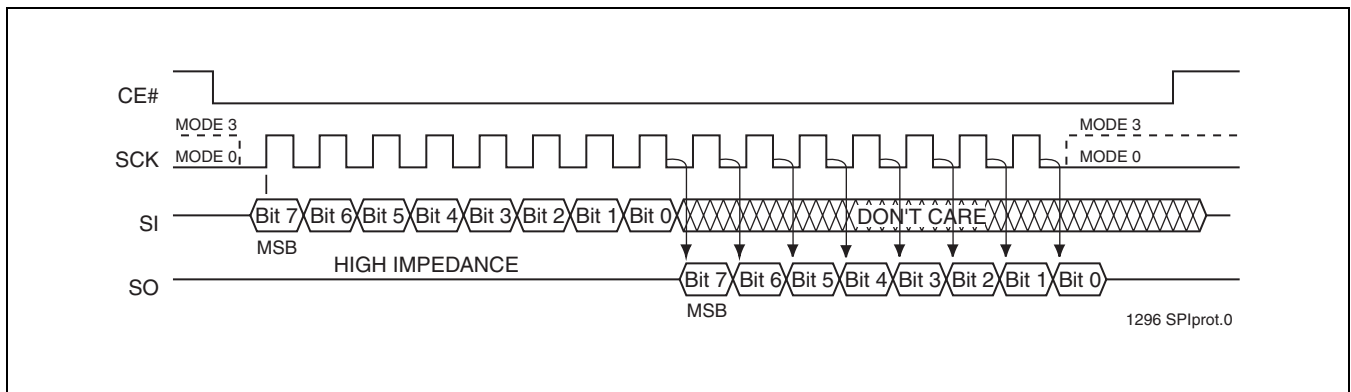 CE#
MODE 3
MODE 3
SCK
MODE 0
MODE 0
SI
Bit 7 Bit 6 Bit 5 Bit 4 Bit 3 Bit 2 Bit 1 Bit 0
DON'T CARE
MSB
HIGH IMPEDANCE
SO
Bit 7 Bit 6 Bit 5 Bit 4 Bit 3 Bit 2 Bit 1 Bit 0
MSB
1296 SPIprot.0